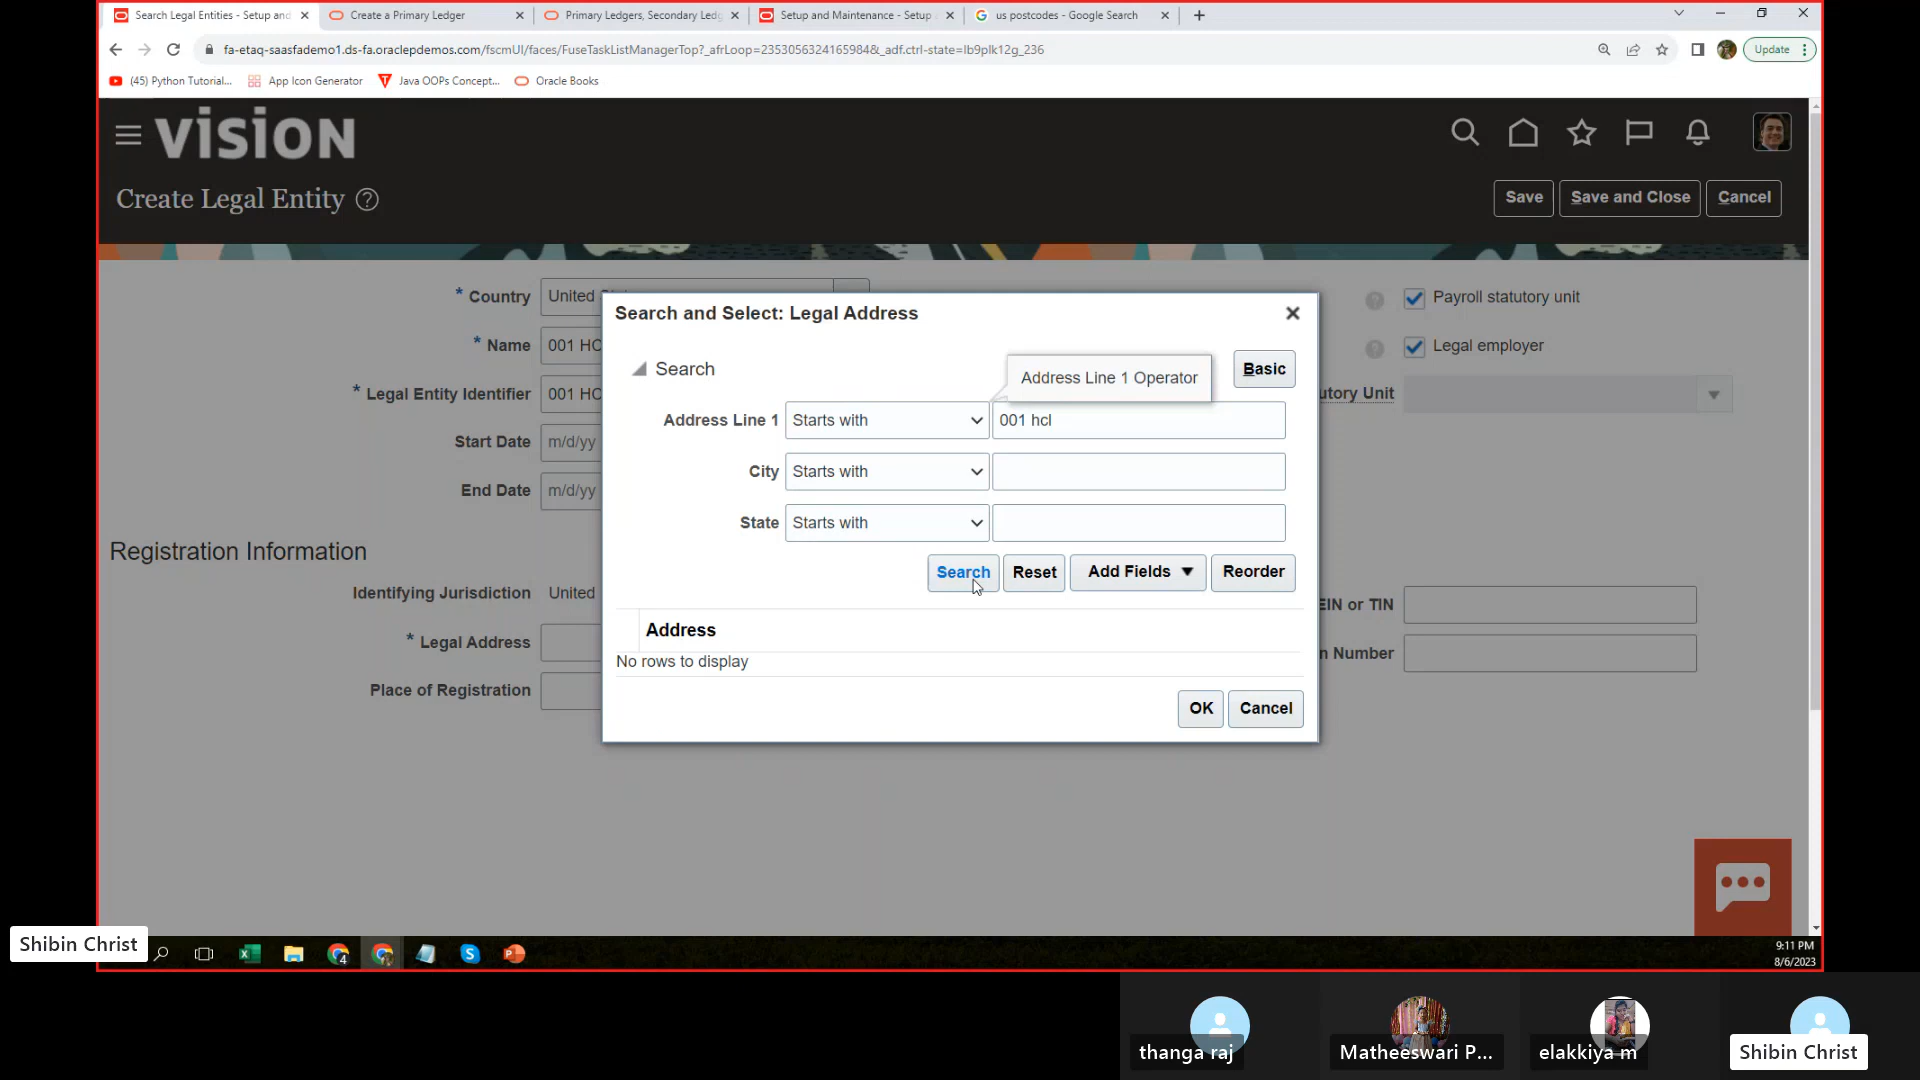 Search Legal Entities - Setup and
Create a Primary Ledger
Primary Ledgers, Secondary Led
Setup and Maintenance - Setup
us postcodes - Google Search
fa-etaq-saasfademo1.ds-fa.oraclepdemos.com/fscmUI/faces/FuseTaskListManagerTop?_afrLoop=23530563241659848&_adf.ctrl-state=lb9plk12g_236
Update
(45) Python Tutorial...
App Icon Generator
Java OOPs Concept...
Oracle Books
VISION
Create Legal Entity
Save
Save and Close
Cancel
* Country
United S
Payroll statutory unit
* Name
001 HC
Legal employer
* Legal Entity Identifier
001 HC
utory Unit
Start Date
m/d/yy
End Date
m/d/yy
Registration Information
Identifying Jurisdiction
United
EIN or TIN
* Legal Address
n Number
Place of Registration
Search and Select: Legal Address
Search
Address Line 1 Operator
Basic
Address Line 1
Starts with
001 hcl
City
Starts with
State
Starts with
Search
Reset
Add Fields
Reorder
Address
No rows to display
OK
Cancel
Shibin Christ
4
9:11 PM
8/6/2023
thanga raj
Matheeswari P...
elakkiya m
Shibin Christ